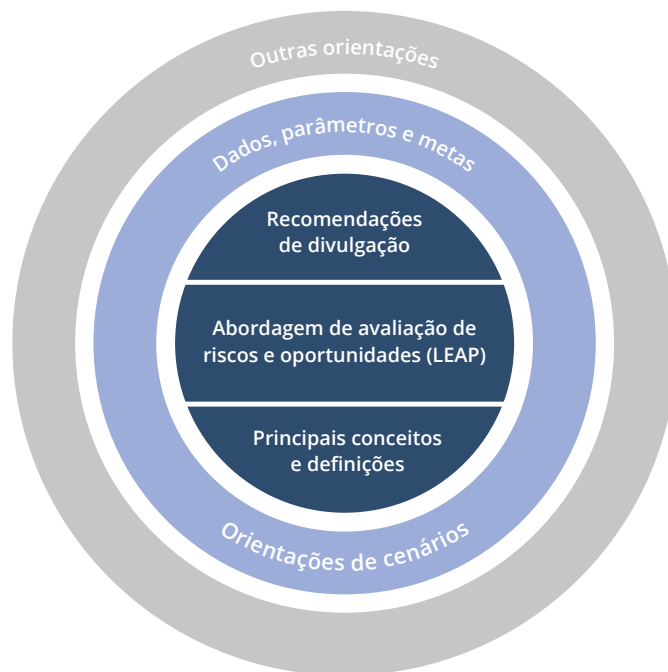 Outras orientações
Dados, parâmetros e metas
Recomendações
de divulgação
Abordagem de avaliação de
riscos e oportunidades (LEAP)
Principais conceitos
e definições
Orientações de cenários